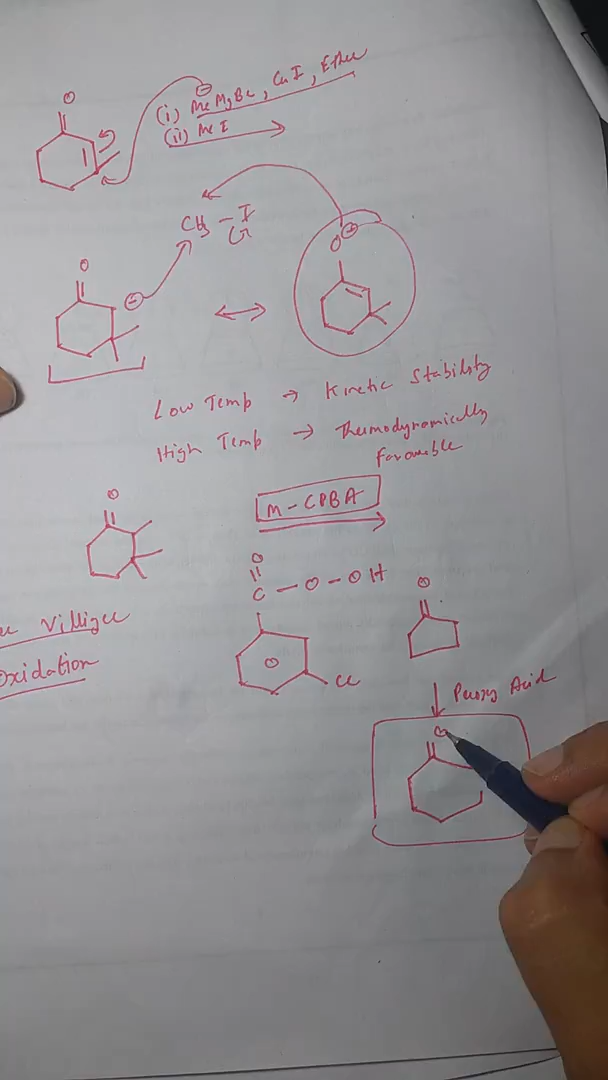 O
(i) MeMgBr, CuI, Ether
(ii) MeI
CH3 – I
O
O
Low Temp → Kinetic Stability
High Temp → Thermodynamically
favourable
O
M-CPBA
O
C – O – O H
O
Villiger
Oxidation
Cl
Peroxy Acid
O